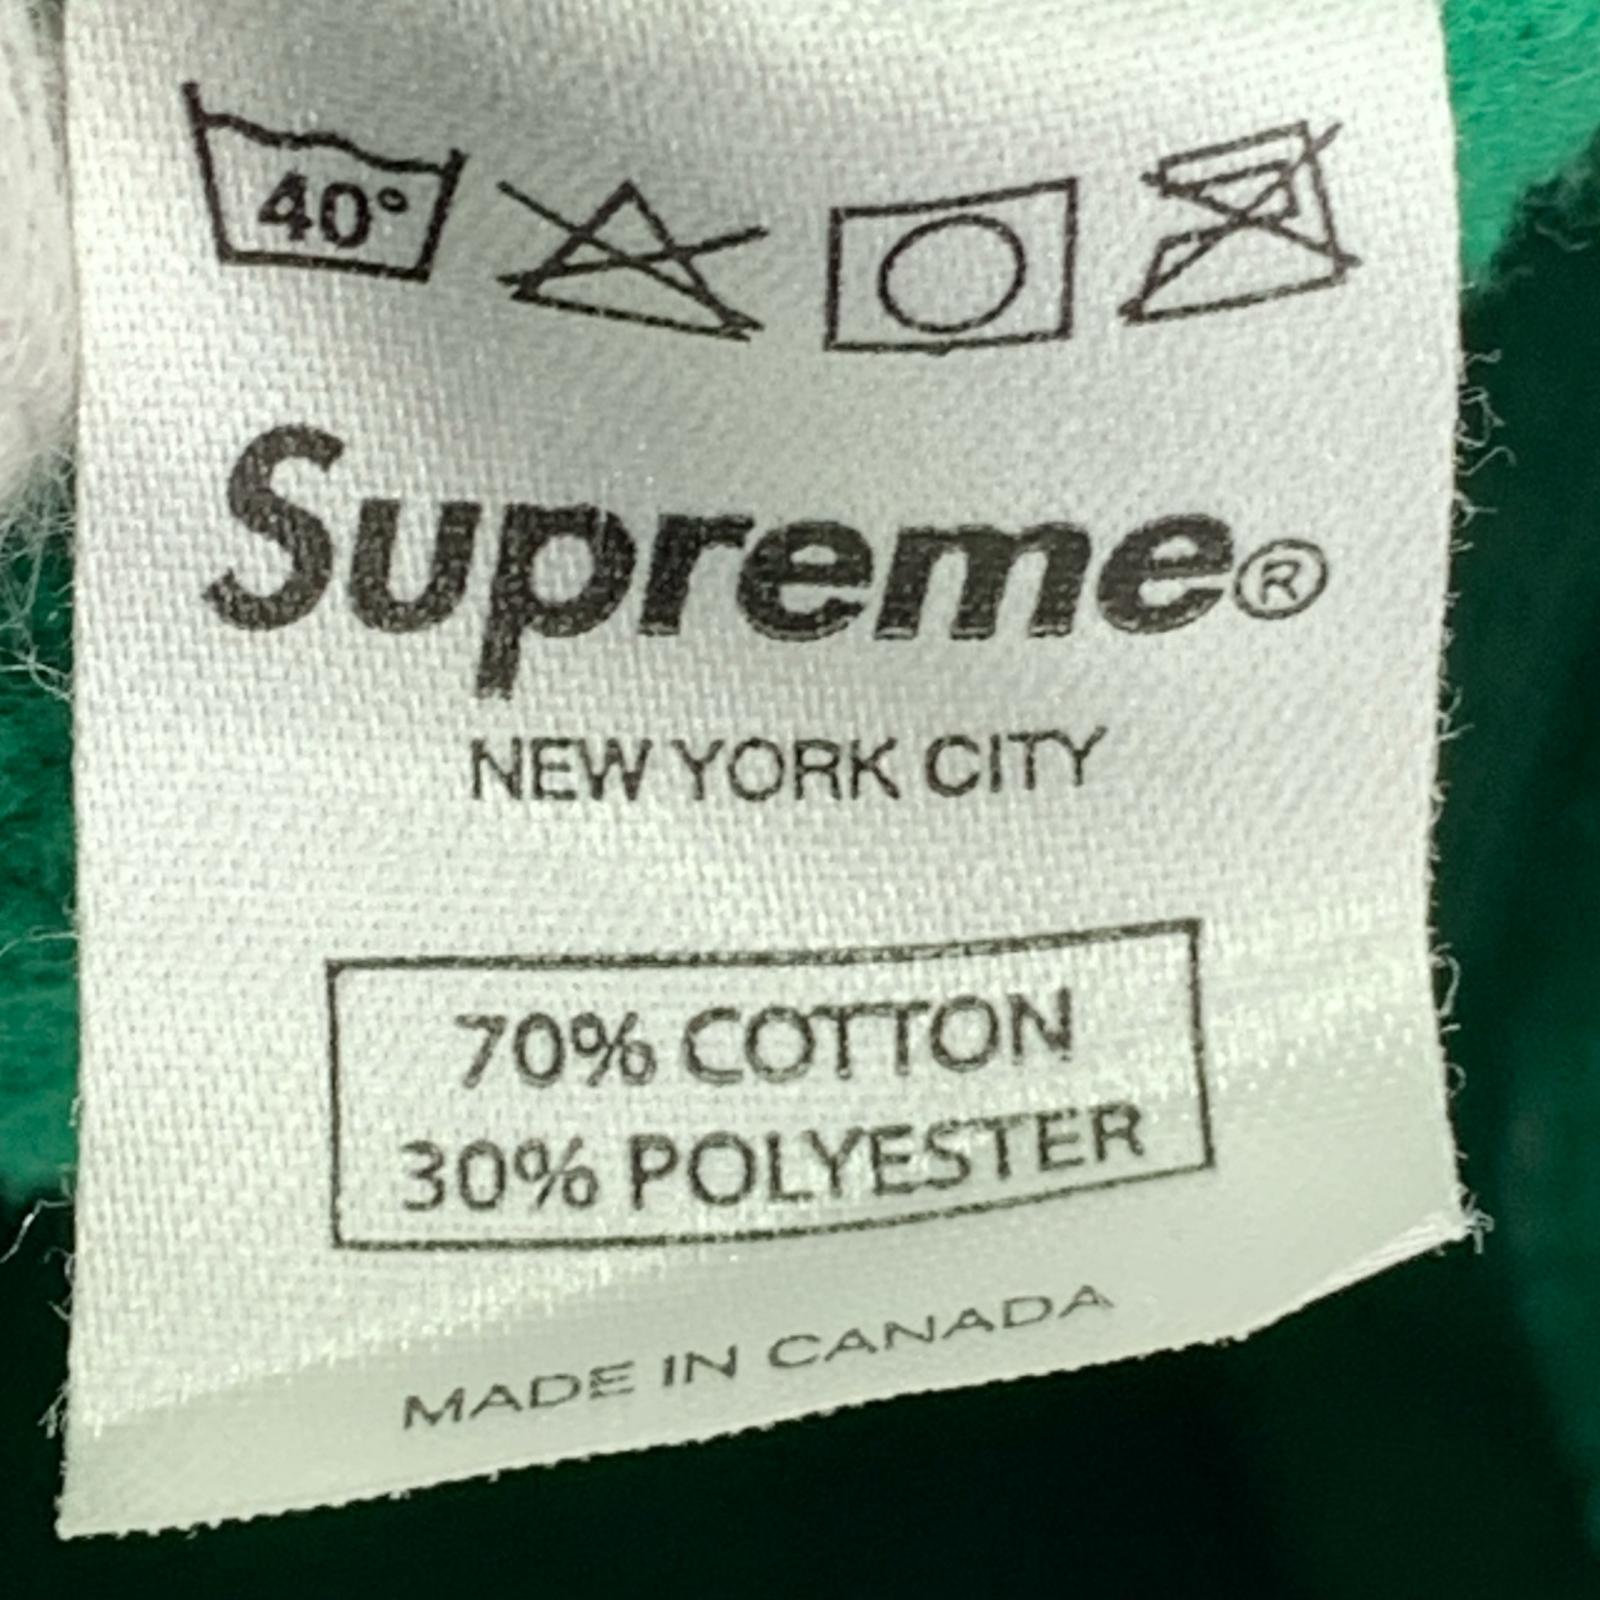 40°
Supreme®
NEW YORK CITY
70% COTTON
30% POLYESTER
MADE IN CANADA